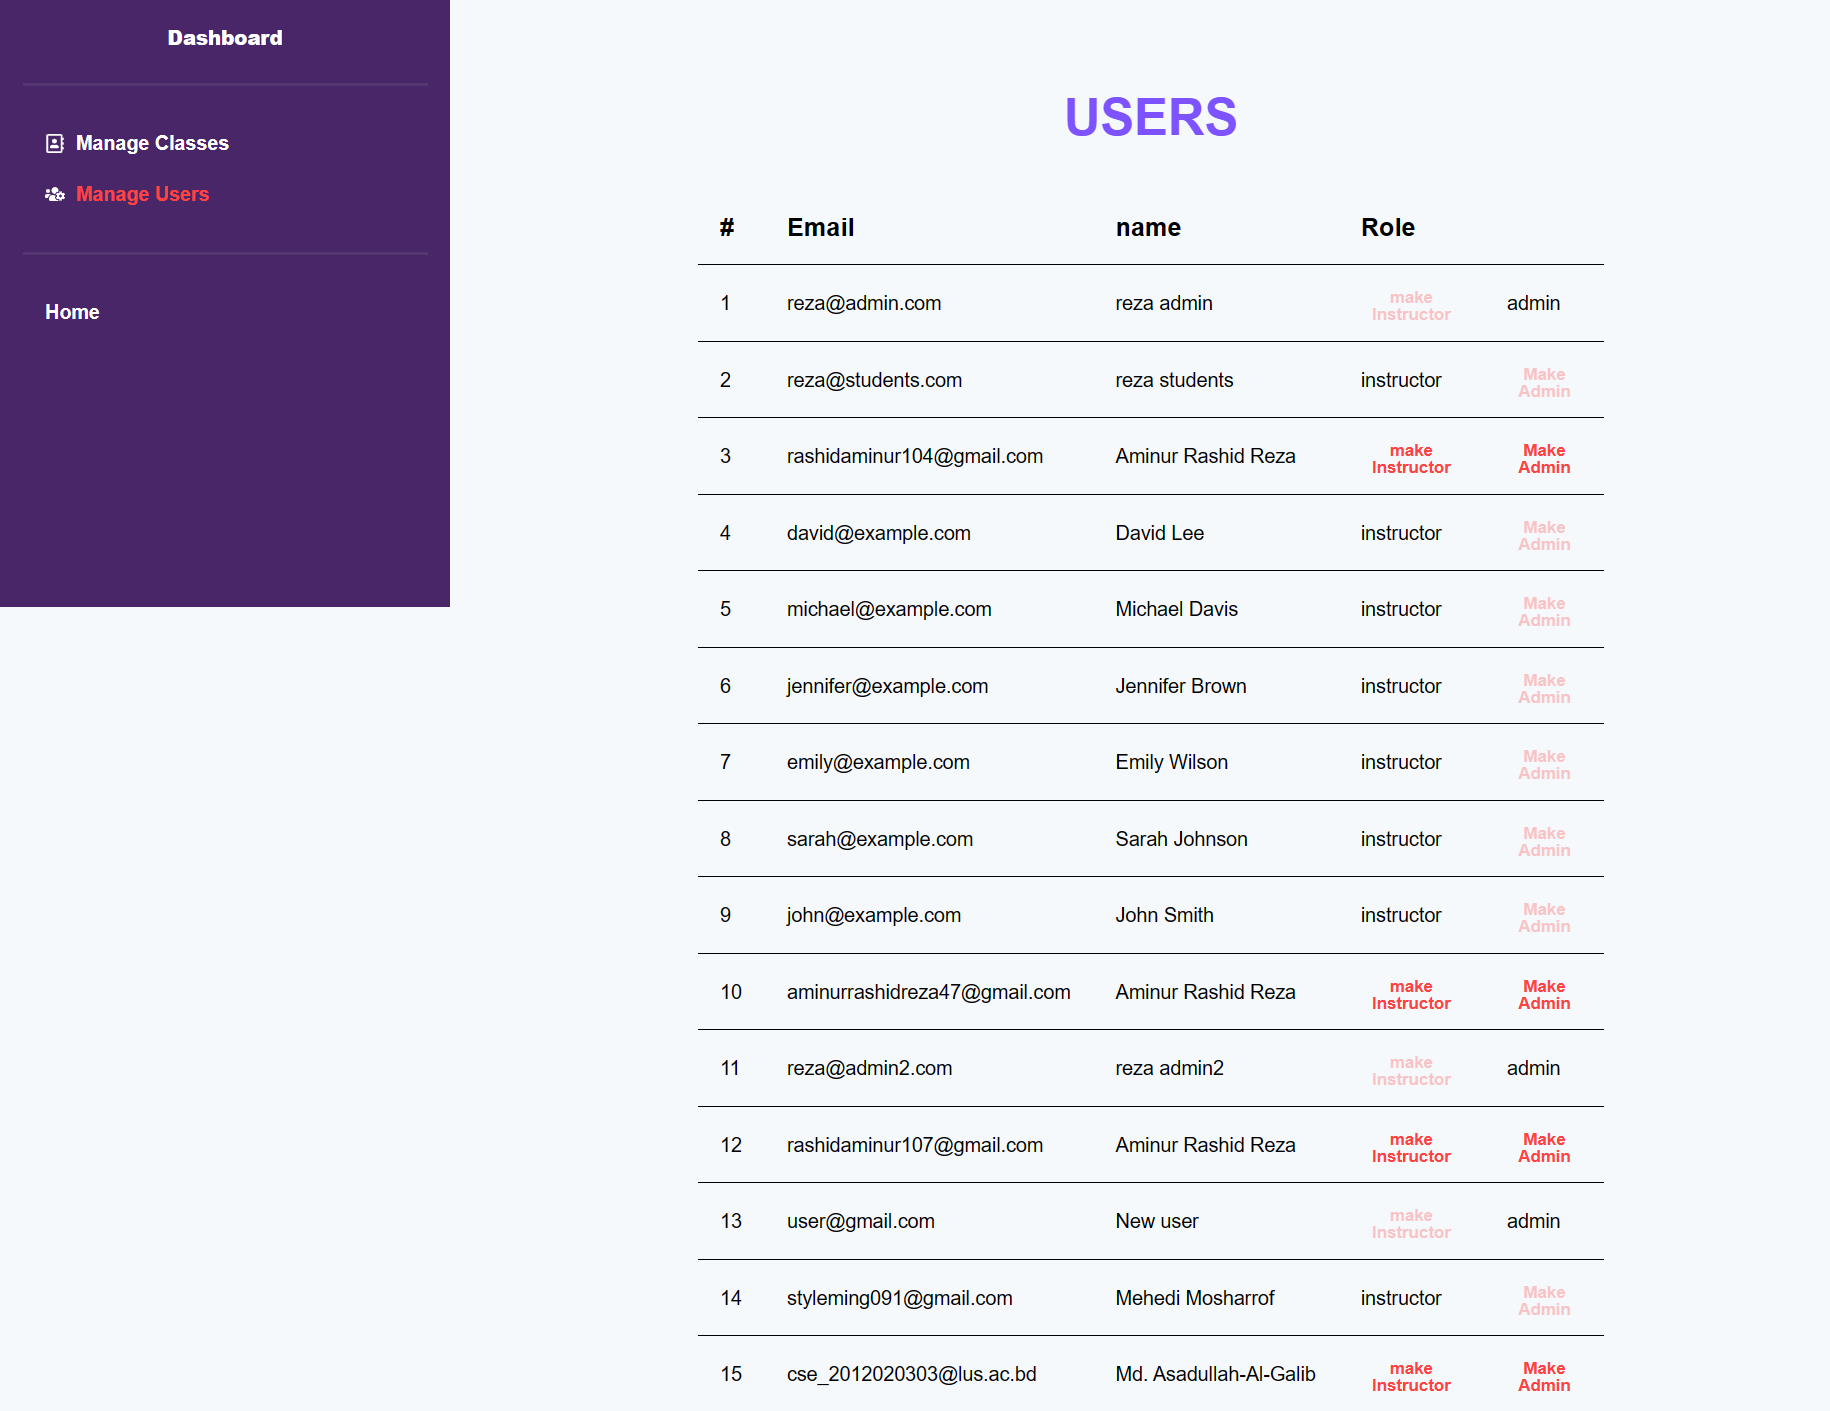 Dashboard
Manage Classes
Manage Users
Home
USERS
# Email name Role
1 reza@admin.com reza admin make Instructor admin
2 reza@students.com reza students instructor Make Admin
3 rashidaminur104@gmail.com Aminur Rashid Reza make Instructor Make Admin
4 david@example.com David Lee instructor Make Admin
5 michael@example.com Michael Davis instructor Make Admin
6 jennifer@example.com Jennifer Brown instructor Make Admin
7 emily@example.com Emily Wilson instructor Make Admin
8 sarah@example.com Sarah Johnson instructor Make Admin
9 john@example.com John Smith instructor Make Admin
10 aminurrashidreza47@gmail.com Aminur Rashid Reza make Instructor Make Admin
11 reza@admin2.com reza admin2 make Instructor admin
12 rashidaminur107@gmail.com Aminur Rashid Reza make Instructor Make Admin
13 user@gmail.com New user make Instructor admin
14 styleming091@gmail.com Mehedi Mosharrof instructor Make Admin
15 cse_2012020303@lus.ac.bd Md. Asadullah-Al-Galib make Instructor Make Admin